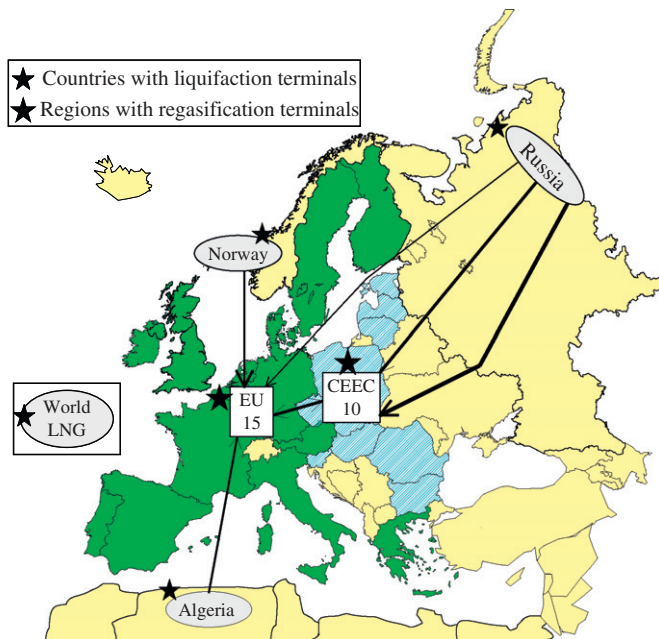 Countries with liquifaction terminals
Regions with regasification terminals
Russia
Norway
EU
15
CEEC
10
World
LNG
Algeria